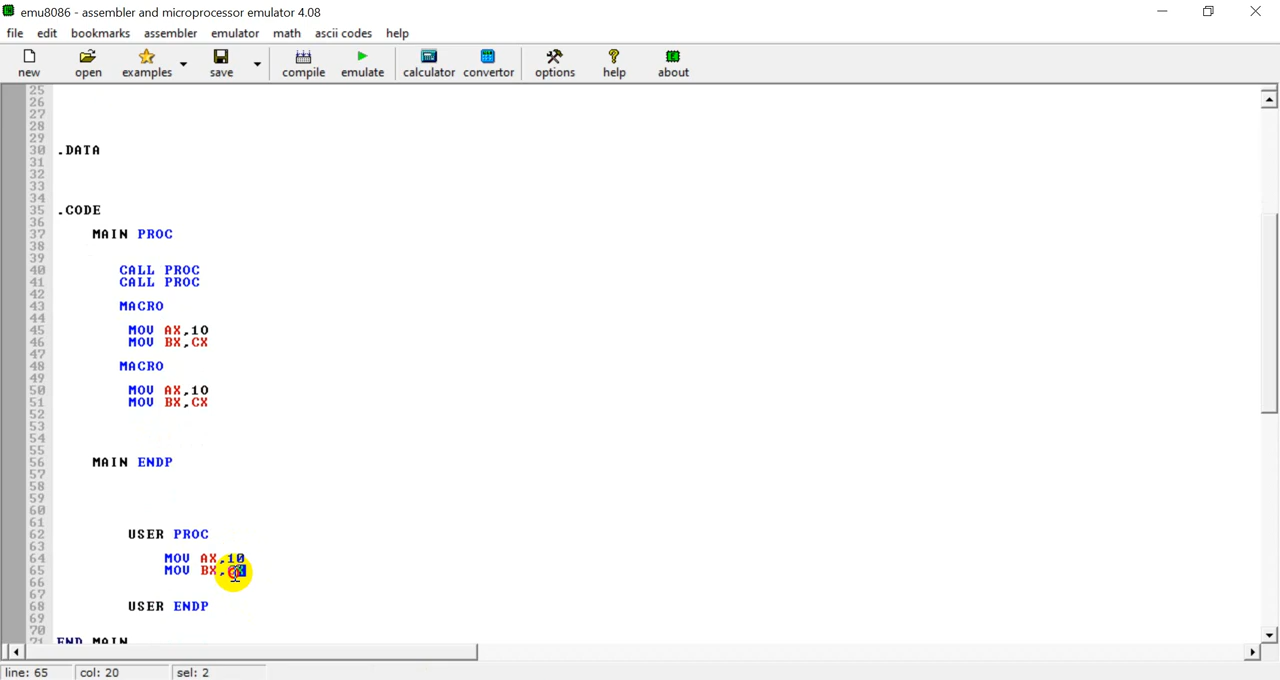 emu8086 - assembler and microprocessor emulator 4.08
file edit bookmarks assembler emulator math ascii codes help
new open examples save compile emulate calculator convertor options help about
25
26
27
28
29
30 .DATA
31
32
33
34
35 .CODE
36
37 MAIN PROC
38
39
40 CALL PROC
41 CALL PROC
42
43 MACRO
44
45 MOV AX,10
46 MOV BX,CX
47
48 MACRO
49
50 MOV AX,10
51 MOV BX,CX
52
53
54
55
56 MAIN ENDP
57
58
59
60
61
62 USER PROC
63
64 MOV AX,10
65 MOV BX,CX
66
67
68 USER ENDP
69
70
71 END MAIN
line: 65 col: 20 sel: 2